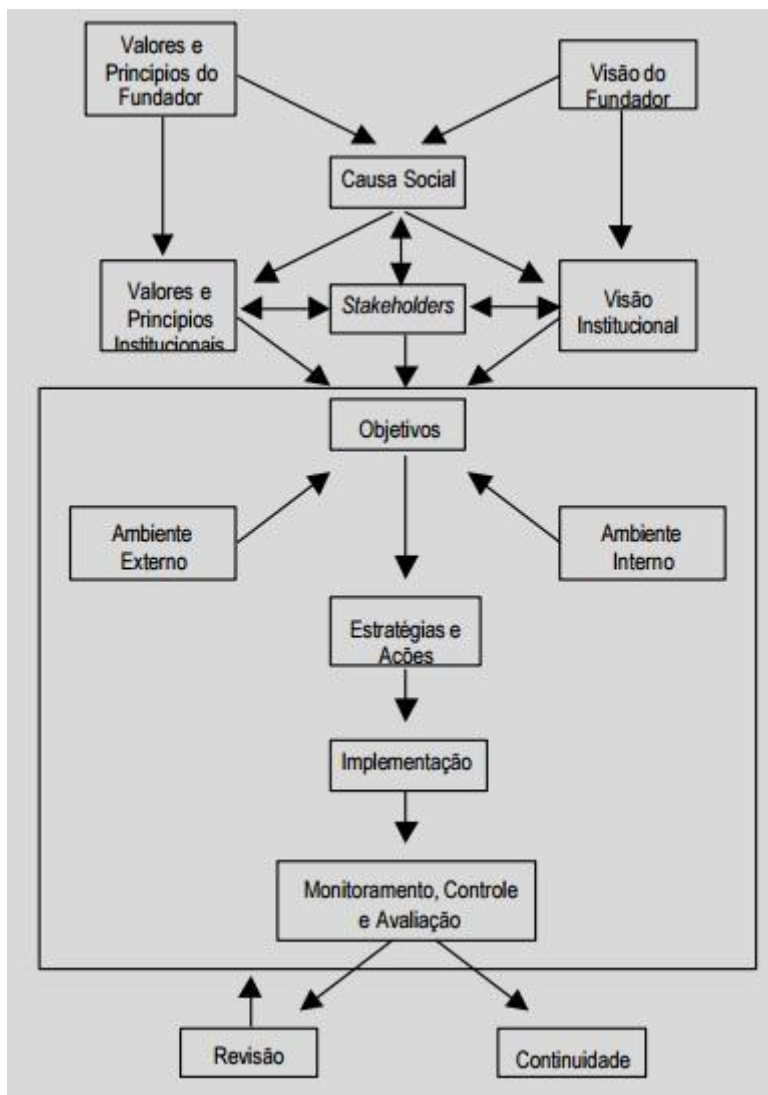 Valores e
Principios do
Fundador
Visão do
Fundador
Causa Social
Valores e
Princípios
Institucionais
Stakeholders
Visão
Institucional
Objetivos
Ambiente
Externo
Ambiente
Interno
Estratégias e
Ações
Implementação
Monitoramento, Controle
e Avaliação
Revisão
Continuidade